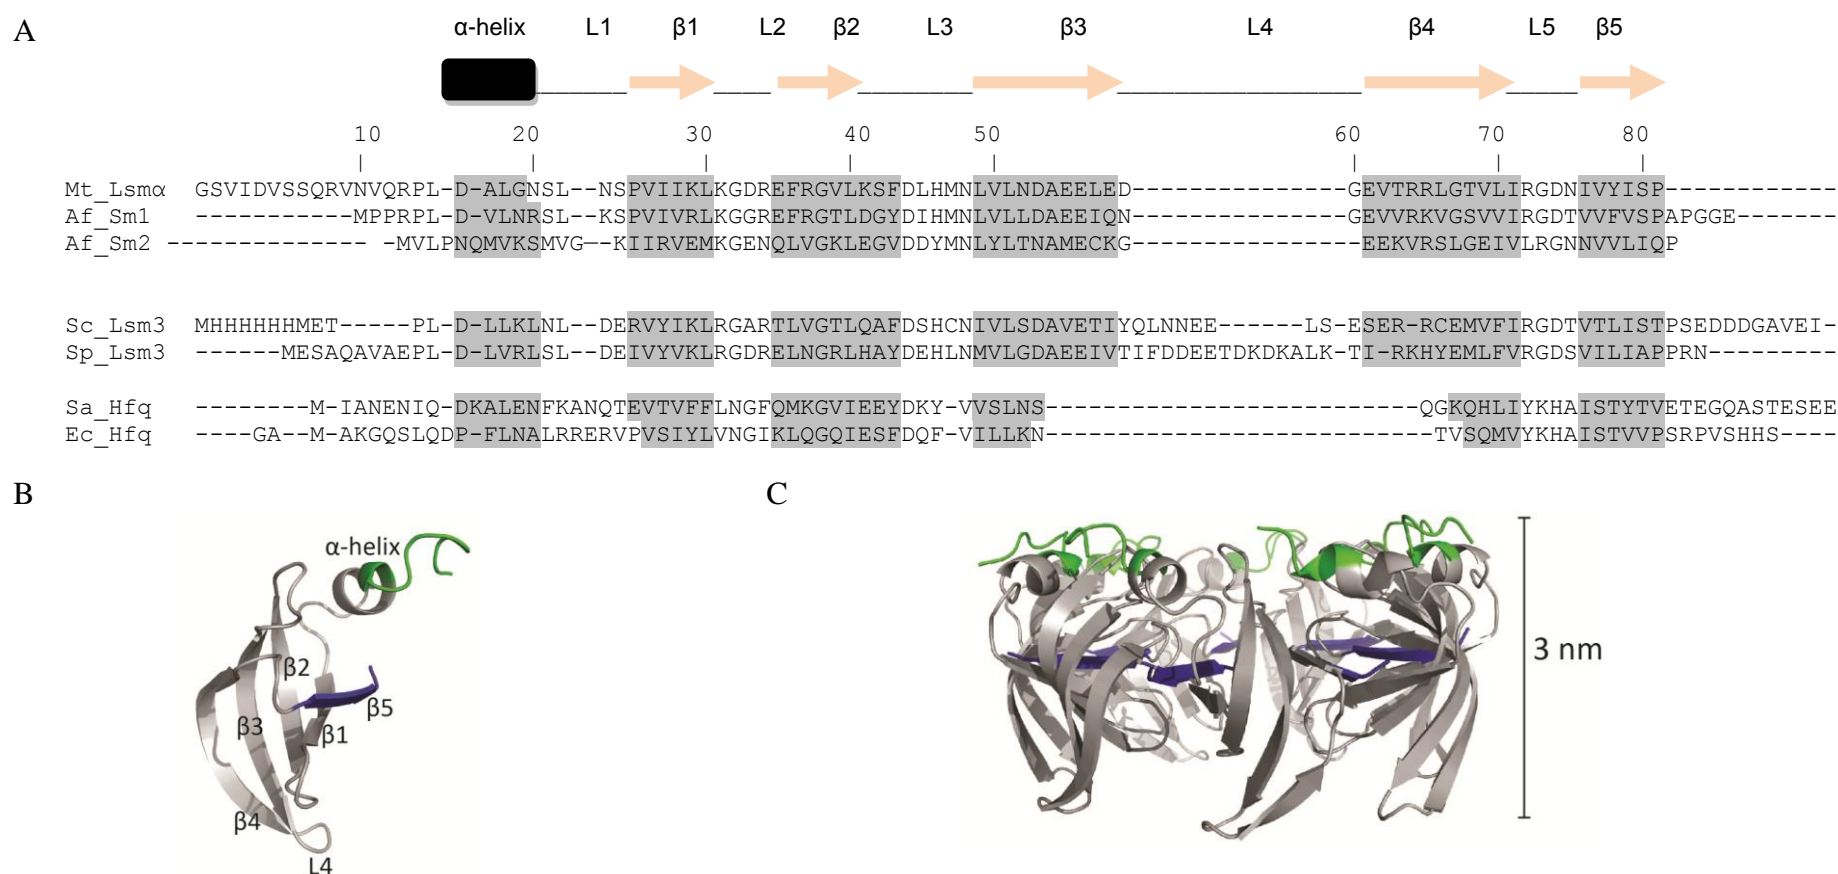 A
α-helix L1 β1 L2 β2 L3 β3 L4 β4 L5 β5
10 20 30 40 50 60 70 80
| | | | | | | |
Mt_Lsmα GSVIDVSSQRVNVQRPL-D-ALGNSL--NSPVIIKLKGDREFRGVLKSFDLHMNLVLNDAEELED---------------GEVTRRLGTVLIRGDNIVYISP------------
Af_Sm1 -----------MPPRPL-D-VLNRSL--KSPVIVRLKGGREFRGTLDGYDIHMNLVLLDAEEIQN---------------GEVVRKVGSVVIRGDTVVFVSPAPGGE-------
Af_Sm2 -------------- -MVLPNQMVKSMVG--KIIRVEMKGENQLVGKLEGVDDYMNLYLTNAMECKG----------------EEKVRSLGEIVLRGNNVVLIQP
Sc_Lsm3 MHHHHHHMET-----PL-D-LLKLNL--DERVYIKLRGARTLVGTLQAFDSHCNIVLSDAVETIYQLNNEE------LS-ESER-RCEMVFIRGDTVTLISTPSEDDDGAVEI-
Sp_Lsm3 ------MESAQAVAEPL-D-LVRLSL--DEIVYVKLRGDRELNGRLHAYDEHLNMVLGDAEEIVTIFDDEETDKDKALK-TI-RKHYEMLFVRGDSVILIAPPRN---------
Sa_Hfq --------M-IANENIQ-DKALENFKANQTEVTVFFLNGFQMKGVIEEYDKY-VVSLNS--------------------------QGKQHLIYKHAISTYTVETEGQASTESEE
Ec_Hfq ----GA--M-AKGQSLQDP-FLNALRRERVPVSIYLVNGIKLQGQIESFDQF-VILLKN---------------------------TVSQMVYKHAISTVVPSRPVSHHS----
B
α-helix
β2
β5
β3
β1
β4
L4
C
3 nm